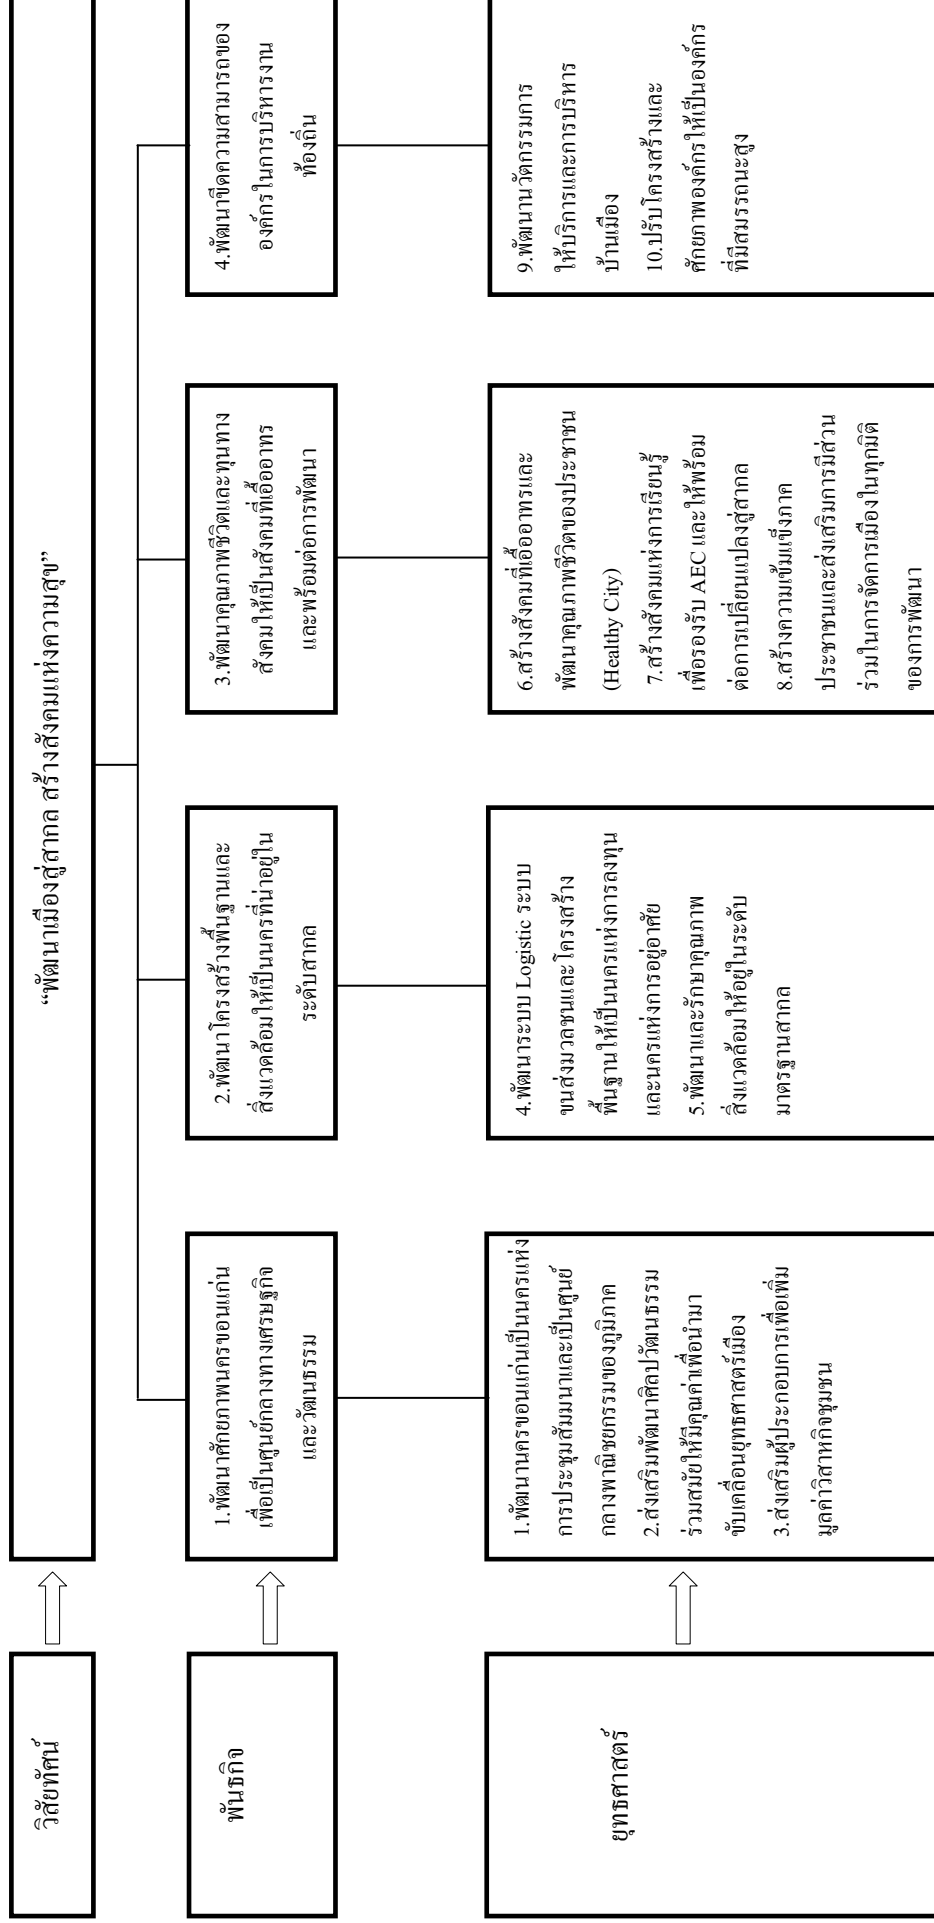 วิสัยทัศน์
“พัฒนาเมืองสู่สากล สร้างสังคมแห่งความสุข”
พันธกิจ
1.พัฒนาศักยภาพนครขอนแก่น
เพื่อเป็นศูนย์กลางทางเศรษฐกิจ
และวัฒนธรรม
2.พัฒนาโครงสร้างพื้นฐานและ
สิ่งแวดล้อมให้เป็นนครที่น่าอยู่ใน
ระดับสากล
3.พัฒนาคุณภาพชีวิตและทุนทาง
สังคมให้เป็นสังคมที่เอื้ออาทร
และพร้อมต่อการพัฒนา
4.พัฒนาขีดความสามารถของ
องค์กรในการบริหารงาน
ท้องถิ่น
ยุทธศาสตร์
1.พัฒนานครขอนแก่นเป็นนครแห่ง
การประชุมสัมมนาและเป็นศูนย์
กลางพาณิชยกรรมของภูมิภาค
2.ส่งเสริมพัฒนาศิลปวัฒนธรรม
ร่วมสมัยให้มีคุณค่าเพื่อนำมา
ขับเคลื่อนยุทธศาสตร์เมือง
3.ส่งเสริมผู้ประกอบการเพื่อเพิ่ม
มูลค่าวิสาหกิจชุมชน
4.พัฒนาระบบ Logistic ระบบ
ขนส่งมวลชนและโครงสร้าง
พื้นฐานให้เป็นนครแห่งการลงทุน
และนครแห่งการอยู่อาศัย
5.พัฒนาและรักษาคุณภาพ
สิ่งแวดล้อมให้อยู่ในระดับ
มาตรฐานสากล
6.สร้างสังคมที่เอื้ออาทรและ
พัฒนาคุณภาพชีวิตของประชาชน
(Healthy City)
7.สร้างสังคมแห่งการเรียนรู้
เพื่อรองรับ AEC และให้พร้อม
ต่อการเปลี่ยนแปลงสู่สากล
8.สร้างความเข้มแข็งภาค
ประชาชนและส่งเสริมการมีส่วน
ร่วมในการจัดการเมืองในทุกมิติ
ของการพัฒนา
9.พัฒนานวัตกรรมการ
ให้บริการและการบริหาร
บ้านเมือง
10.ปรับโครงสร้างและ
ศักยภาพองค์กรให้เป็นองค์กร
ที่มีสมรรถนะสูง